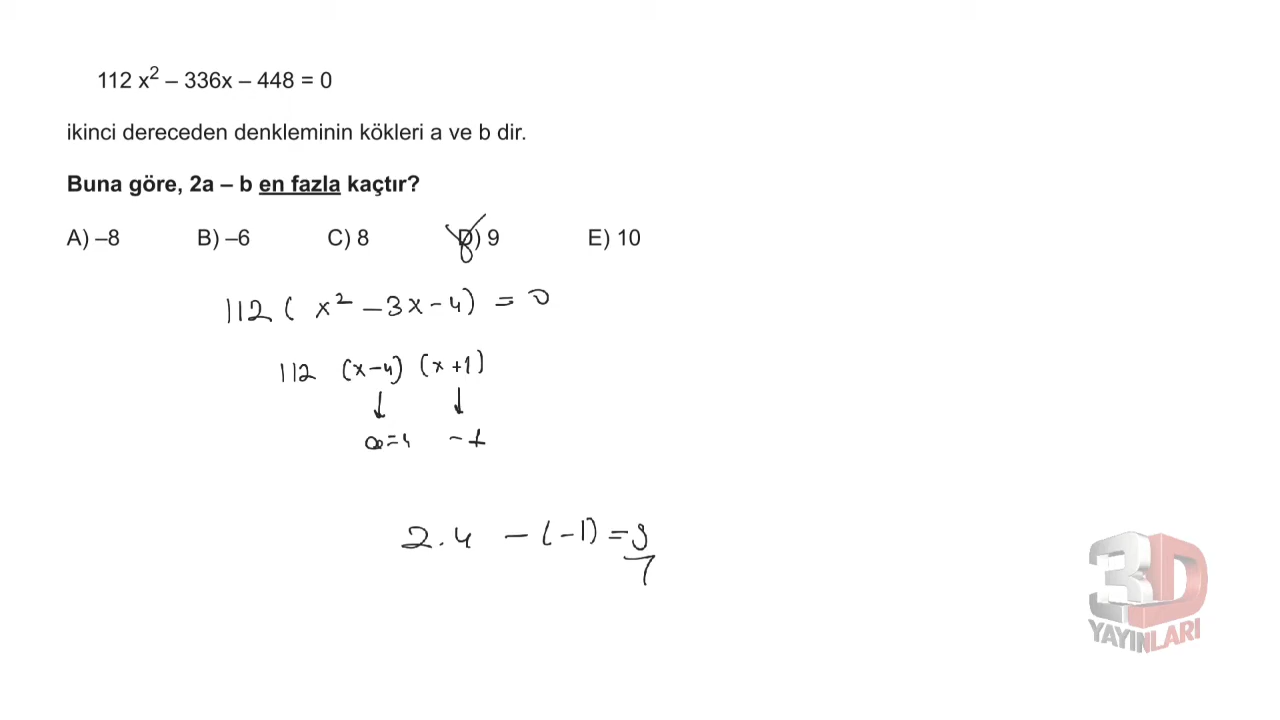 112 x² – 336x – 448 = 0
ikinci dereceden denkleminin kökleri a ve b dir.
Buna göre, 2a – b en fazla kaçtır?
A) –8 B) –6 C) 8 D) 9 E) 10
112 ( x² – 3x – 4) = 0
112 (x–4) (x+1)
↓ ↓
a=4 –1
2.4 – (–1) = 9
3D
YAYINLARI